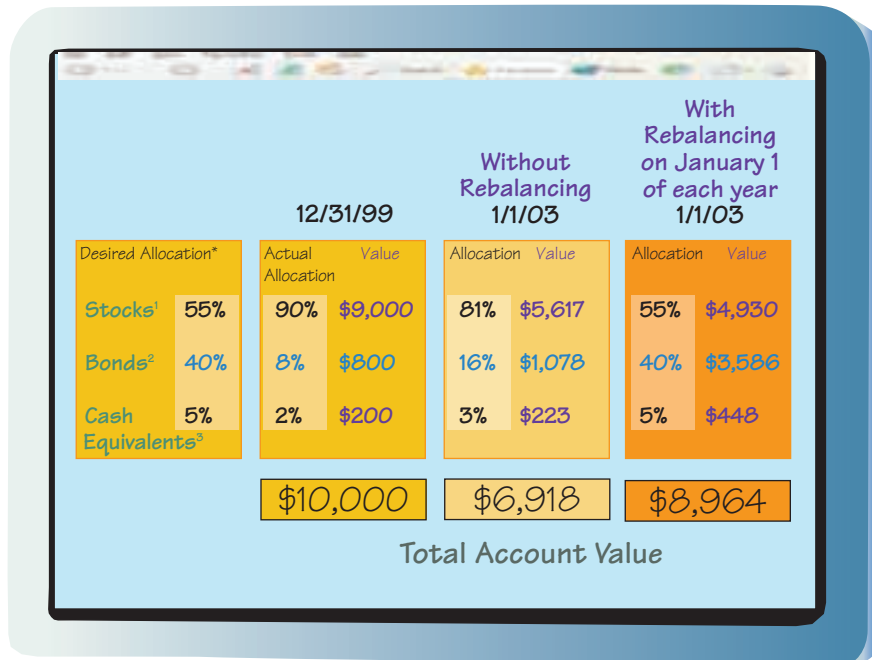 With
Rebalancing
on January 1
of each year
1/1/03
Without
Rebalancing
1/1/03
12/31/99
Desired Allocation*
Actual
Allocation
Value
Allocation Value
Allocation Value
Stocks¹ 55% 90% $9,000 81% $5,617 55% $4,930
Bonds² 40% 8% $800 16% $1,078 40% $3,586
Cash
Equivalents³
5% 2% $200 3% $223 5% $448
$10,000 $6,918 $8,964
Total Account Value